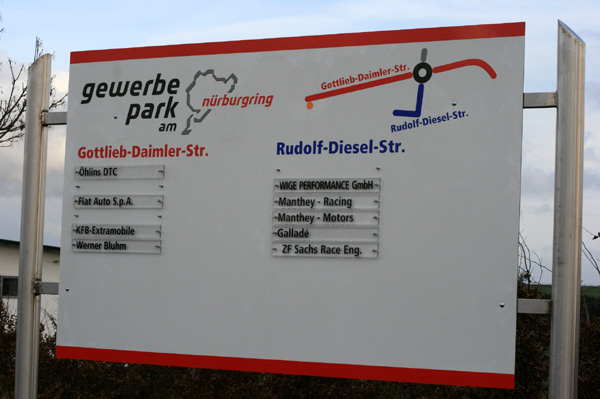 gewerbe
park
am
nürburgring
Gottlieb-Daimler-Str.
Rudolf-Diesel-Str.
Gottlieb-Daimler-Str.
Öhlins DTC
Fiat Auto S.p.A.
KFB-Extramobile
Werner Bluhm
Rudolf-Diesel-Str.
WIGE PERFORMANCE GmbH
Manthey - Racing
Manthey - Motors
Galladé
ZF Sachs Race Eng.